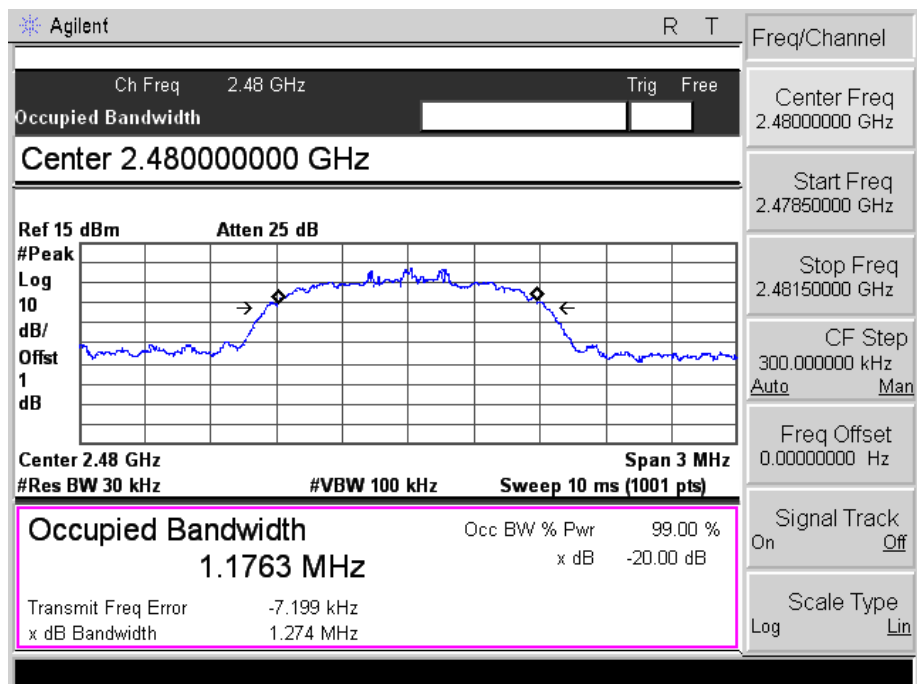 Agilent R T
Ch Freq 2.48 GHz Trig Free
Occupied Bandwidth
Center 2.480000000 GHz
Ref 15 dBm Atten 25 dB
#Peak
Log
10
dB/
Offst
1
dB
Center 2.48 GHz Span 3 MHz
#Res BW 30 kHz #VBW 100 kHz Sweep 10 ms (1001 pts)
Occupied Bandwidth Occ BW % Pwr 99.00 %
1.1763 MHz x dB -20.00 dB
Transmit Freq Error -7.199 kHz
x dB Bandwidth 1.274 MHz
Freq/Channel
Center Freq
2.48000000 GHz
Start Freq
2.47850000 GHz
Stop Freq
2.48150000 GHz
CF Step
300.000000 kHz
Auto Man
Freq Offset
0.00000000 Hz
Signal Track
On Off
Scale Type
Log Lin